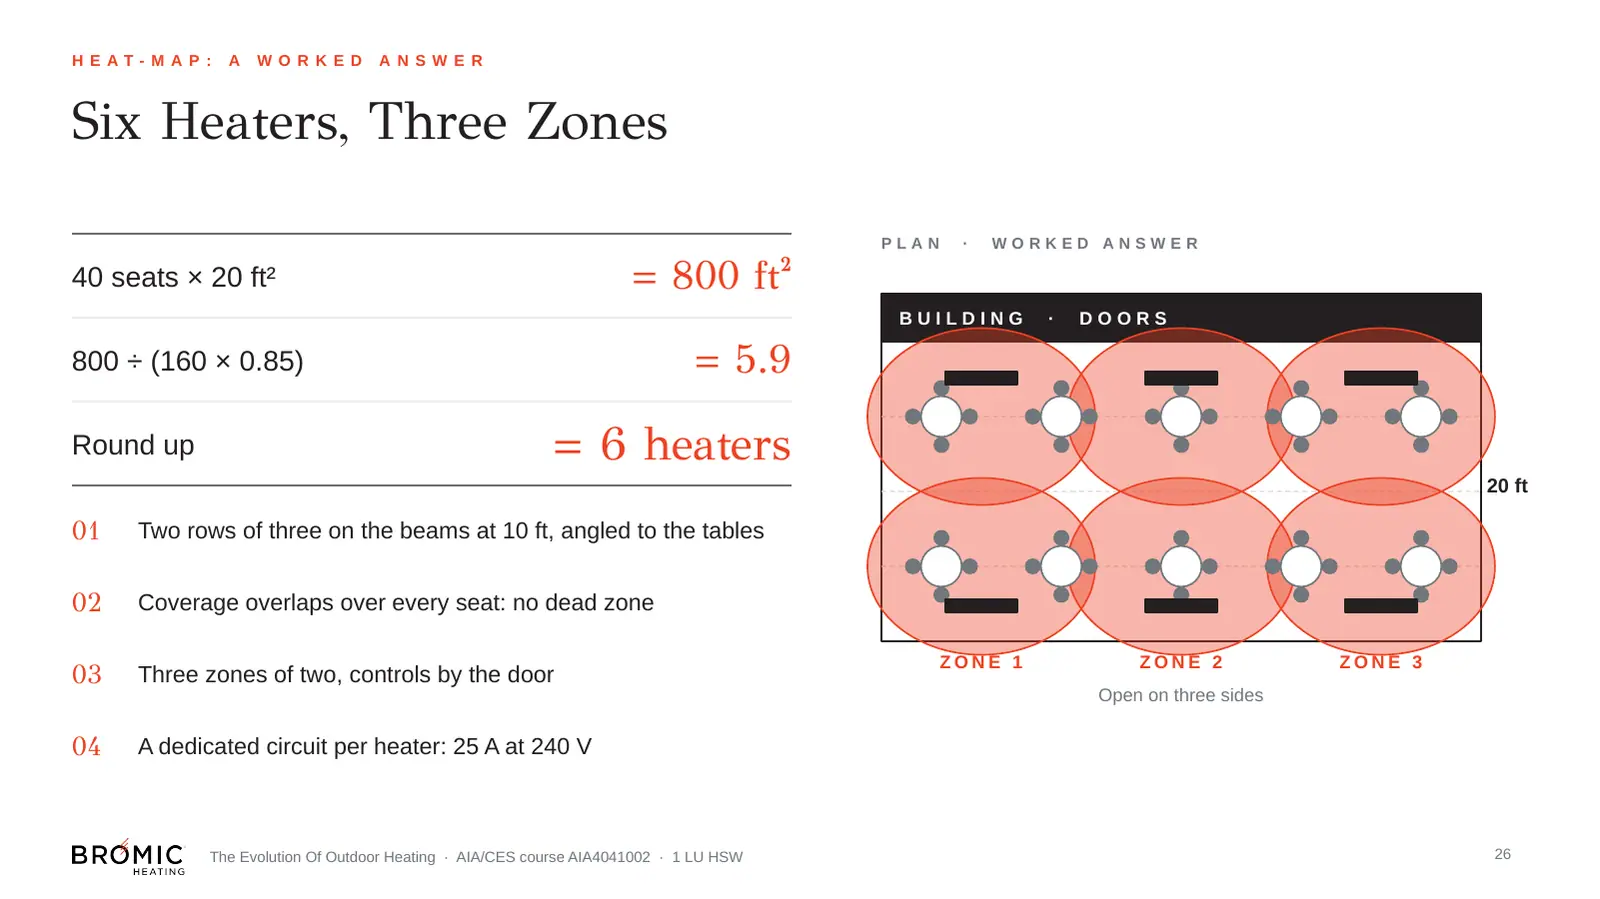 HEAT-MAP: A WORKED ANSWER
Six Heaters, Three Zones
40 seats × 20 ft²
= 800 ft²
800 ÷ (160 × 0.85)
= 5.9
Round up
= 6 heaters
01 Two rows of three on the beams at 10 ft, angled to the tables
02 Coverage overlaps over every seat: no dead zone
03 Three zones of two, controls by the door
04 A dedicated circuit per heater: 25 A at 240 V
PLAN · WORKED ANSWER
BUILDING · DOORS
20 ft
ZONE 1 ZONE 2 ZONE 3
Open on three sides
BROMIC
HEATING
The Evolution Of Outdoor Heating · AIA/CES course AIA4041002 · 1 LU HSW
26